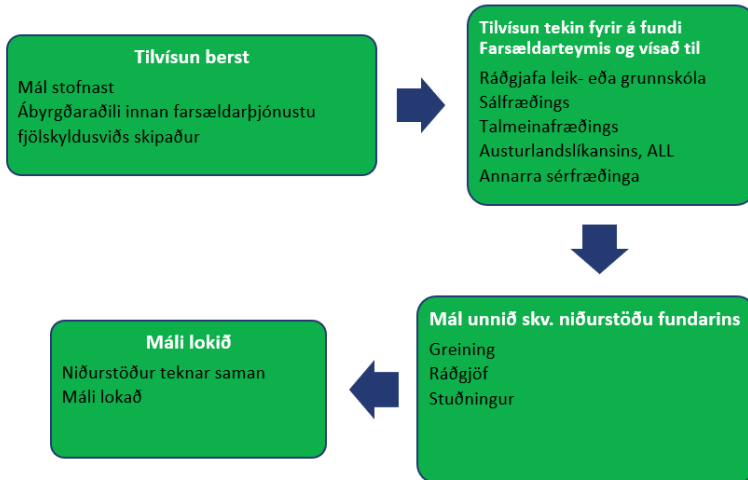 Tilvísun berst
Mál stofnast
Ábyrgðaraðili innan farsældarþjónustu
fjölskyldusviðs skipaður
Tilvísun tekin fyrir á fundi
Farsældarteymis og vísað til
Ráðgjafa leik- eða grunnskóla
Sálfræðings
Talmeinafræðings
Austurlandslíkansins, ALL
Annarra sérfræðinga
Mál unnið skv. niðurstöðu fundarins
Greining
Ráðgjöf
Stuðningur
Máli lokið
Niðurstöður teknar saman
Máli lokað